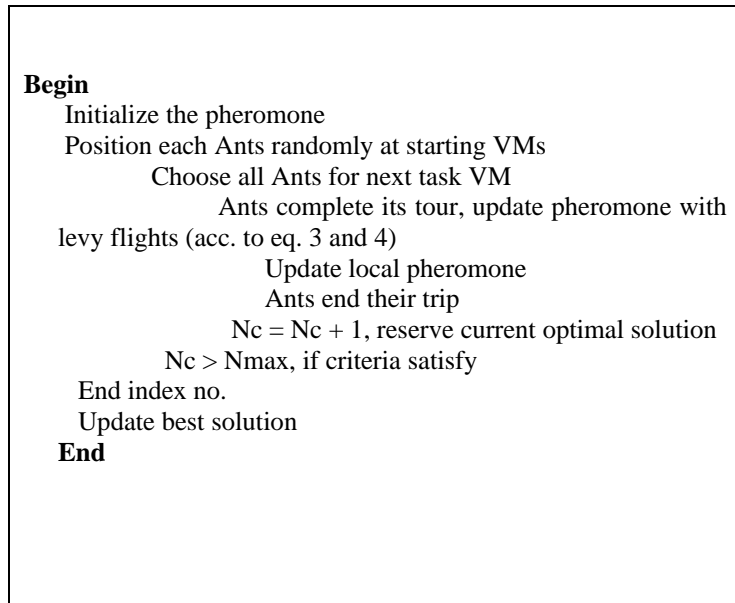 Begin
Initialize the pheromone
Position each Ants randomly at starting VMs
Choose all Ants for next task VM
Ants complete its tour, update pheromone with
levy flights (acc. to eq. 3 and 4)
Update local pheromone
Ants end their trip
Nc = Nc + 1, reserve current optimal solution
Nc > Nmax, if criteria satisfy
End index no.
Update best solution
End